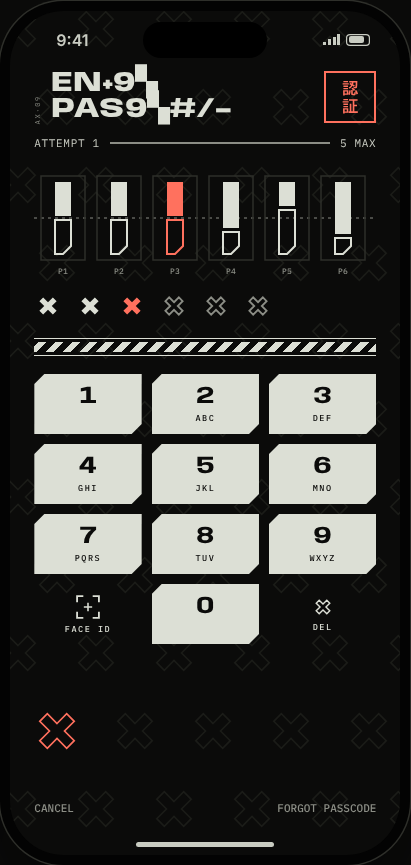 9:41
EN+9
PAS9 #/-
AX-09
認
証
ATTEMPT 1
5 MAX
P1 P2 P3 P4 P5 P6
1 2 3
ABC DEF
4 5 6
GHI JKL MNO
7 8 9
PQRS TUV WXYZ
0
FACE ID DEL
CANCEL FORGOT PASSCODE